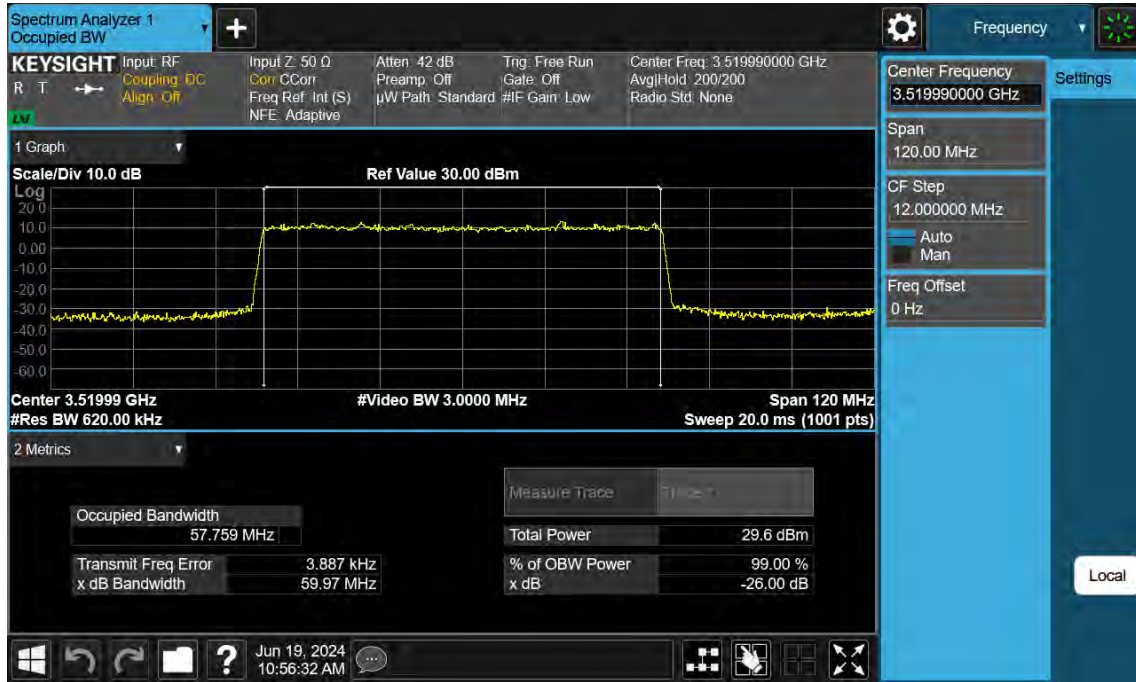 Spectrum Analyzer 1
Occupied BW
+
Frequency
KEYSIGHT
R T
LXI
Input: RF
Coupling: DC
Align: Off
Input Z: 50 Ω
Corr CCorr
Freq Ref: Int (S)
NFE: Adaptive
Atten: 42 dB
Preamp: Off
µW Path: Standard
Trig: Free Run
Gate: Off
#IF Gain: Low
Center Freq: 3.519990000 GHz
Avg|Hold: 200/200
Radio Std: None
Center Frequency
3.519990000 GHz
Settings
Span
120.00 MHz
CF Step
12.000000 MHz
Auto
Man
Freq Offset
0 Hz
Local
1 Graph
Scale/Div 10.0 dB
Ref Value 30.00 dBm
Log
20.0
10.0
0.00
-10.0
-20.0
-30.0
-40.0
-50.0
-60.0
Center 3.51999 GHz
#Video BW 3.0000 MHz
Span 120 MHz
#Res BW 620.00 kHz
Sweep 20.0 ms (1001 pts)
2 Metrics
Measure Trace
Occupied Bandwidth
57.759 MHz
Total Power 29.6 dBm
Transmit Freq Error 3.887 kHz
% of OBW Power 99.00 %
x dB Bandwidth 59.97 MHz
x dB -26.00 dB
?
Jun 19, 2024
10:56:32 AM